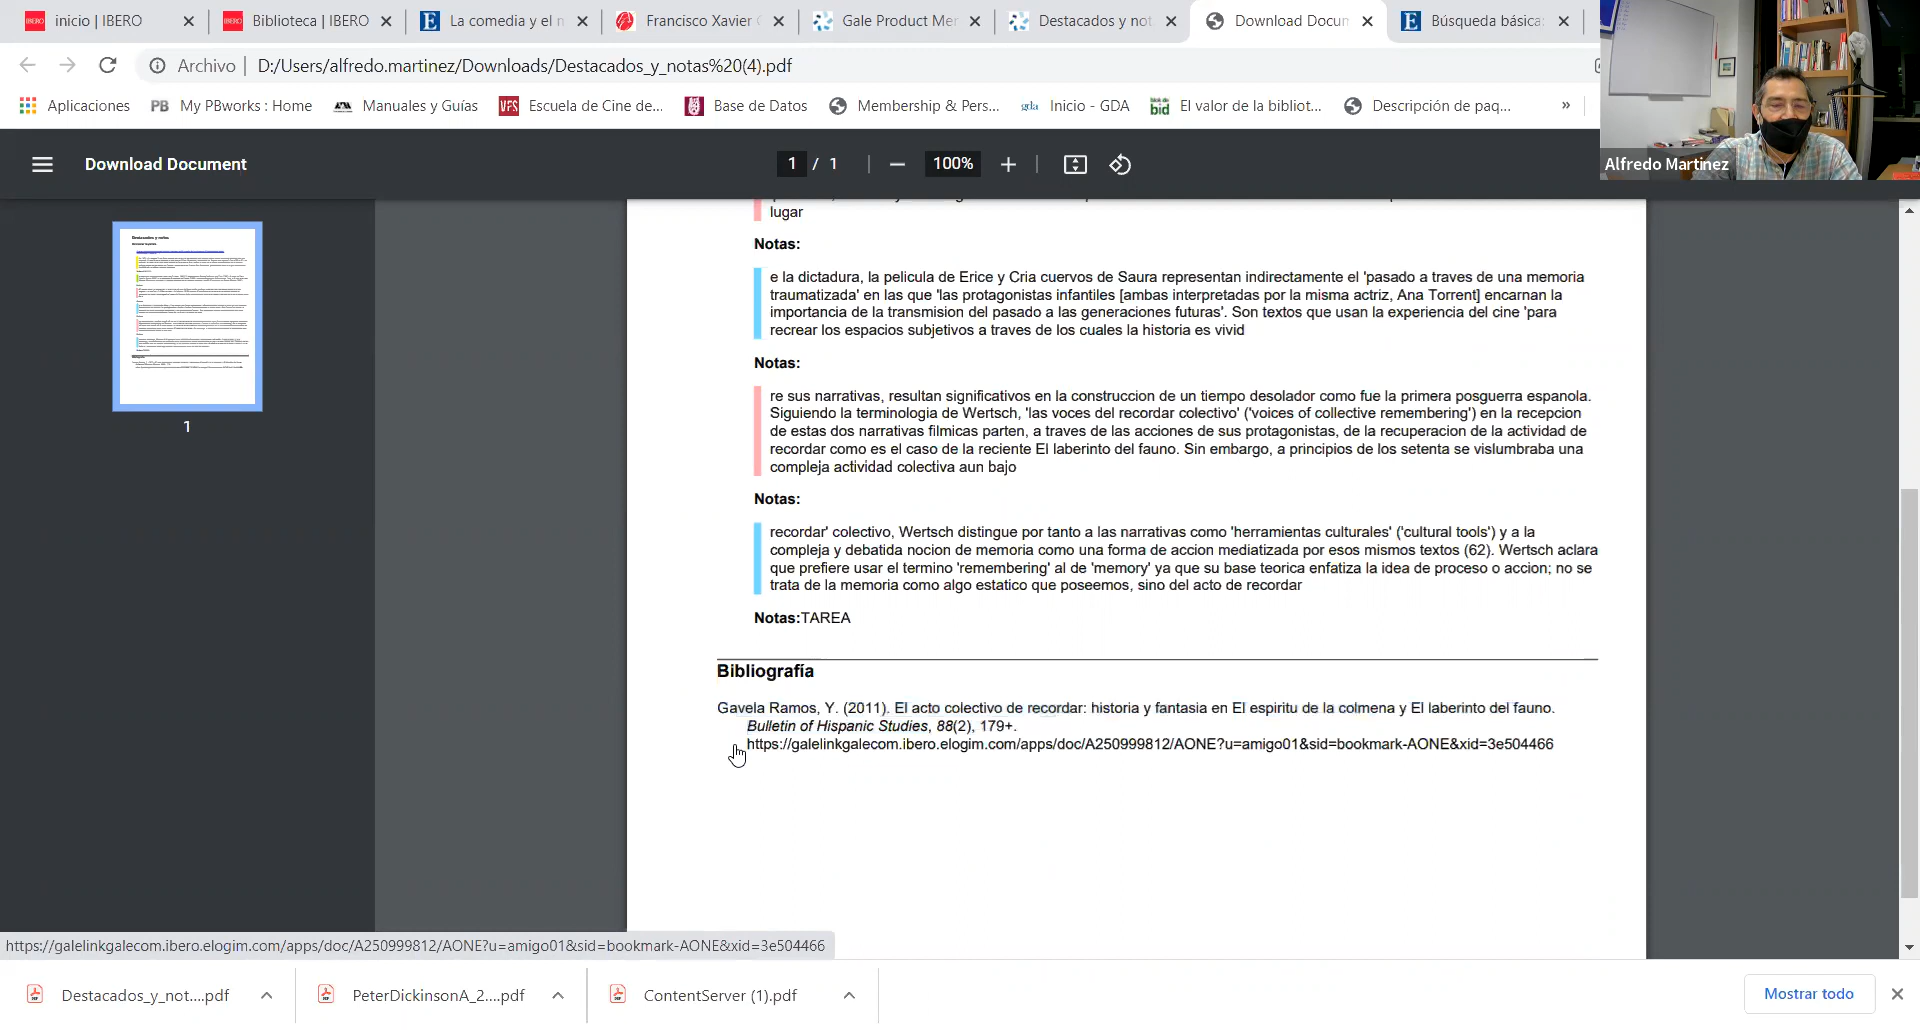 inicio | IBERO
Biblioteca | IBERO
La comedia y el
Francisco Xavier
Gale Product Me
Destacados y not
Download Docum
Búsqueda básica:
Archivo
D:/Users/alfredo.martinez/Downloads/Destacados_y_notas%20(4).pdf
Aplicaciones
PB My PBworks : Home
Manuales y Guías
Escuela de Cine de...
Base de Datos
Membership & Pers...
gda Inicio - GDA
bid El valor de la bibliot...
Descripción de paq...
»
Alfredo Martinez
Download Document
1 / 1
100%
lugar
Notas:
e la dictadura, la pelicula de Erice y Cria cuervos de Saura representan indirectamente el 'pasado a traves de una memoria
traumatizada' en las que 'las protagonistas infantiles [ambas interpretadas por la misma actriz, Ana Torrent] encarnan la
importancia de la transmision del pasado a las generaciones futuras'. Son textos que usan la experiencia del cine 'para
recrear los espacios subjetivos a traves de los cuales la historia es vivid
Notas:
re sus narrativas, resultan significativos en la construccion de un tiempo desolador como fue la primera posguerra espanola.
Siguiendo la terminologia de Wertsch, 'las voces del recordar colectivo' ('voices of collective remembering') en la recepcion
de estas dos narrativas filmicas parten, a traves de las acciones de sus protagonistas, de la recuperacion de la actividad de
recordar como es el caso de la reciente El laberinto del fauno. Sin embargo, a principios de los setenta se vislumbraba una
compleja actividad colectiva aun bajo
Notas:
recordar' colectivo, Wertsch distingue por tanto a las narrativas como 'herramientas culturales' ('cultural tools') y a la
compleja y debatida nocion de memoria como una forma de accion mediatizada por esos mismos textos (62). Wertsch aclara
que prefiere usar el termino 'remembering' al de 'memory' ya que su base teorica enfatiza la idea de proceso o accion; no se
trata de la memoria como algo estatico que poseemos, sino del acto de recordar
Notas:TAREA
Bibliografía
Gavela Ramos, Y. (2011). El acto colectivo de recordar: historia y fantasia en El espiritu de la colmena y El laberinto del fauno.
Bulletin of Hispanic Studies, 88(2), 179+.
https://galelinkgalecom.ibero.elogim.com/apps/doc/A250999812/AONE?u=amigo01&sid=bookmark-AONE&xid=3e504466
1
https://galelinkgalecom.ibero.elogim.com/apps/doc/A250999812/AONE?u=amigo01&sid=bookmark-AONE&xid=3e504466
Destacados_y_not....pdf
PeterDickinsonA_2....pdf
ContentServer (1).pdf
Mostrar todo